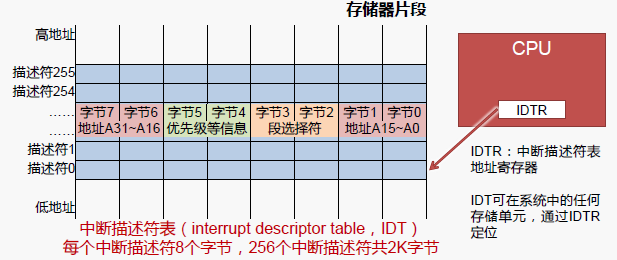 存储器片段
高地址
描述符255
描述符254
……
字节7 字节6 字节5 字节4 字节3 字节2 字节1 字节0
……
地址A31~A16 优先级等信息 段选择符 地址A15~A0
描述符1
描述符0
低地址
中断描述符表（interrupt descriptor table，IDT）
每个中断描述符8个字节，256个中断描述符共2K字节
CPU
IDTR
IDTR：中断描述符表
地址寄存器
IDT可在系统中的任何
存储单元，通过IDTR
定位